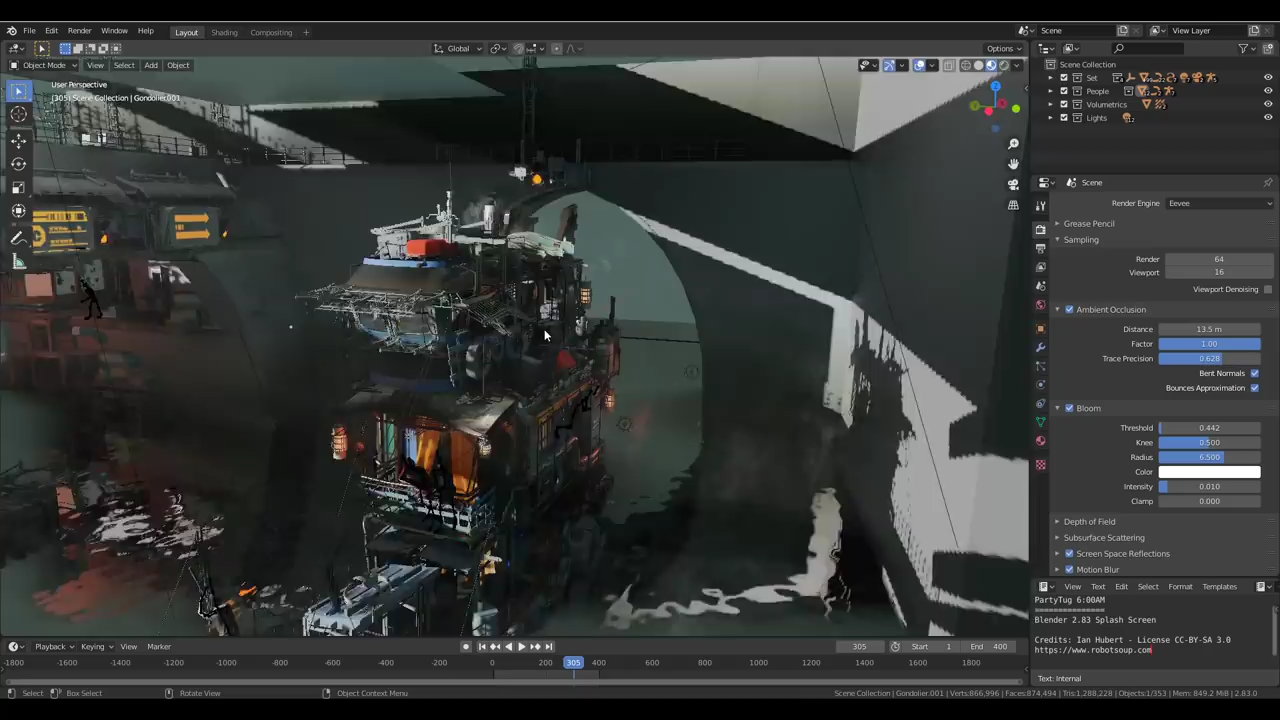 File Edit Render Window Help Layout Shading Compositing + Scene View Layer
Global Options
Object Mode View Select Add Object
User Perspective
(305) Scene Collection | Gondolier.001
Scene Collection
Set
People
Volumetrics
Lights
Scene
Render Engine Eevee
Grease Pencil
Sampling
Render 64
Viewport 16
Viewport Denoising
Ambient Occlusion
Distance 13.5 m
Factor 1.00
Trace Precision 0.628
Bent Normals
Bounces Approximation
Bloom
Threshold 0.442
Knee 0.500
Radius 6.500
Color
Intensity 0.010
Clamp 0.000
Depth of Field
Subsurface Scattering
Screen Space Reflections
Motion Blur
View Text Edit Select Format Templates
PartyTug 6:00AM
===============
Blender 2.83 Splash Screen
Credits: Ian Hubert - License CC-BY-SA 3.0
https://www.robotsoup.com
Text: Internal
Playback Keying View Marker 305 Start 1 End 400
-1800 -1600 -1400 -1200 -1000 -800 -600 -400 -200 0 200 305 400 600 800 1000 1200 1400 1600 1800
Select Box Select Rotate View Object Context Menu Scene Collection | Gondolier.001 | Verts:866,996 | Faces:874,494 | Tris:1,288,228 | Objects:1/353 | Mem: 849.2 MiB | 2.83.0